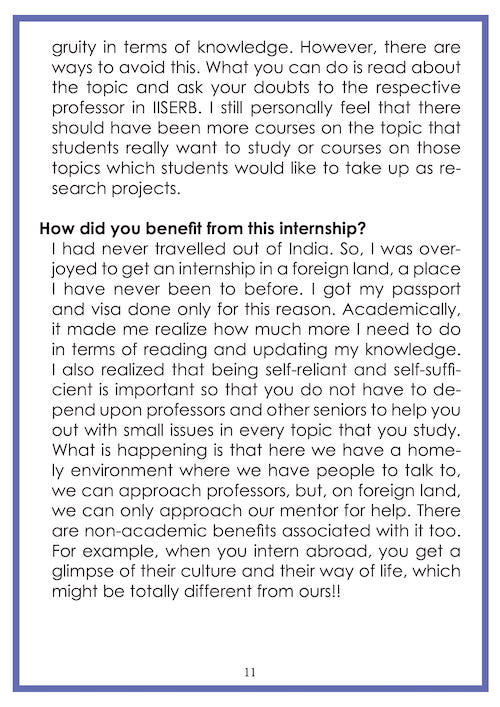 gruity in terms of knowledge. However, there are
ways to avoid this. What you can do is read about
the topic and ask your doubts to the respective
professor in IISERB. I still personally feel that there
should have been more courses on the topic that
students really want to study or courses on those
topics which students would like to take up as re-
search projects.
How did you benefit from this internship?
I had never travelled out of India. So, I was over-
joyed to get an internship in a foreign land, a place
I have never been to before. I got my passport
and visa done only for this reason. Academically,
it made me realize how much more I need to do
in terms of reading and updating my knowledge.
I also realized that being self-reliant and self-suffi-
cient is important so that you do not have to de-
pend upon professors and other seniors to help you
out with small issues in every topic that you study.
What is happening is that here we have a home-
ly environment where we have people to talk to,
we can approach professors, but, on foreign land,
we can only approach our mentor for help. There
are non-academic benefits associated with it too.
For example, when you intern abroad, you get a
glimpse of their culture and their way of life, which
might be totally different from ours!!
11